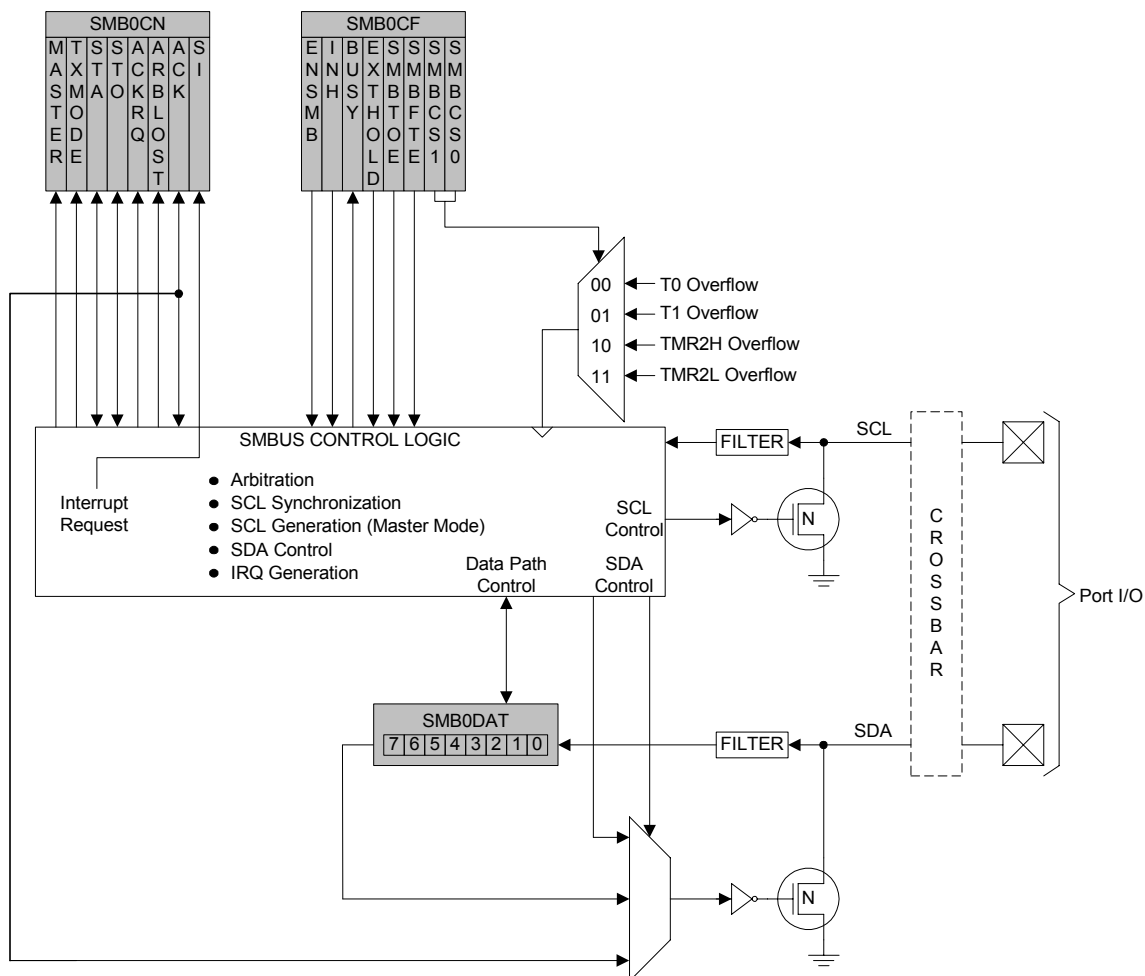 SMB0CN
MASTER
TXMODE
STA
STO
ACKRQ
ARBLOST
ACK
SI
SMB0CF
ENSMB
INH
BUSY
EXTHOLD
SMBTOE
SMBFTE
SMBCS1
SMBCS0
00 T0 Overflow
01 T1 Overflow
10 TMR2H Overflow
11 TMR2L Overflow
SMBUS CONTROL LOGIC
Interrupt
Request
● Arbitration
● SCL Synchronization
● SCL Generation (Master Mode)
● SDA Control
● IRQ Generation
Data Path
Control
SCL
Control
SDA
Control
FILTER
SCL
N
CROSSBAR
Port I/O
SMB0DAT
7 6 5 4 3 2 1 0
FILTER
SDA
N